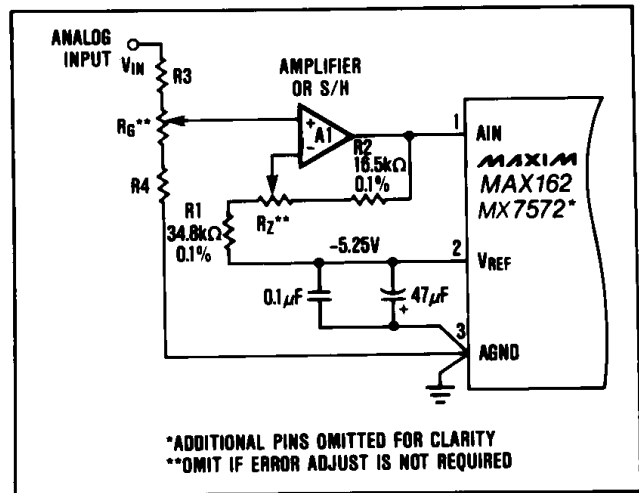 ANALOG
INPUT
VIN
R3
RG**
R4
AMPLIFIER
OR S/H
+
A1
−
R2
16.5kΩ
0.1%
R1
34.8kΩ
0.1%
RZ**
-5.25V
0.1µF
47µF
+
1
AIN
MAXIM
MAX162
MX7572*
2
VREF
3
AGND
*ADDITIONAL PINS OMITTED FOR CLARITY
**OMIT IF ERROR ADJUST IS NOT REQUIRED